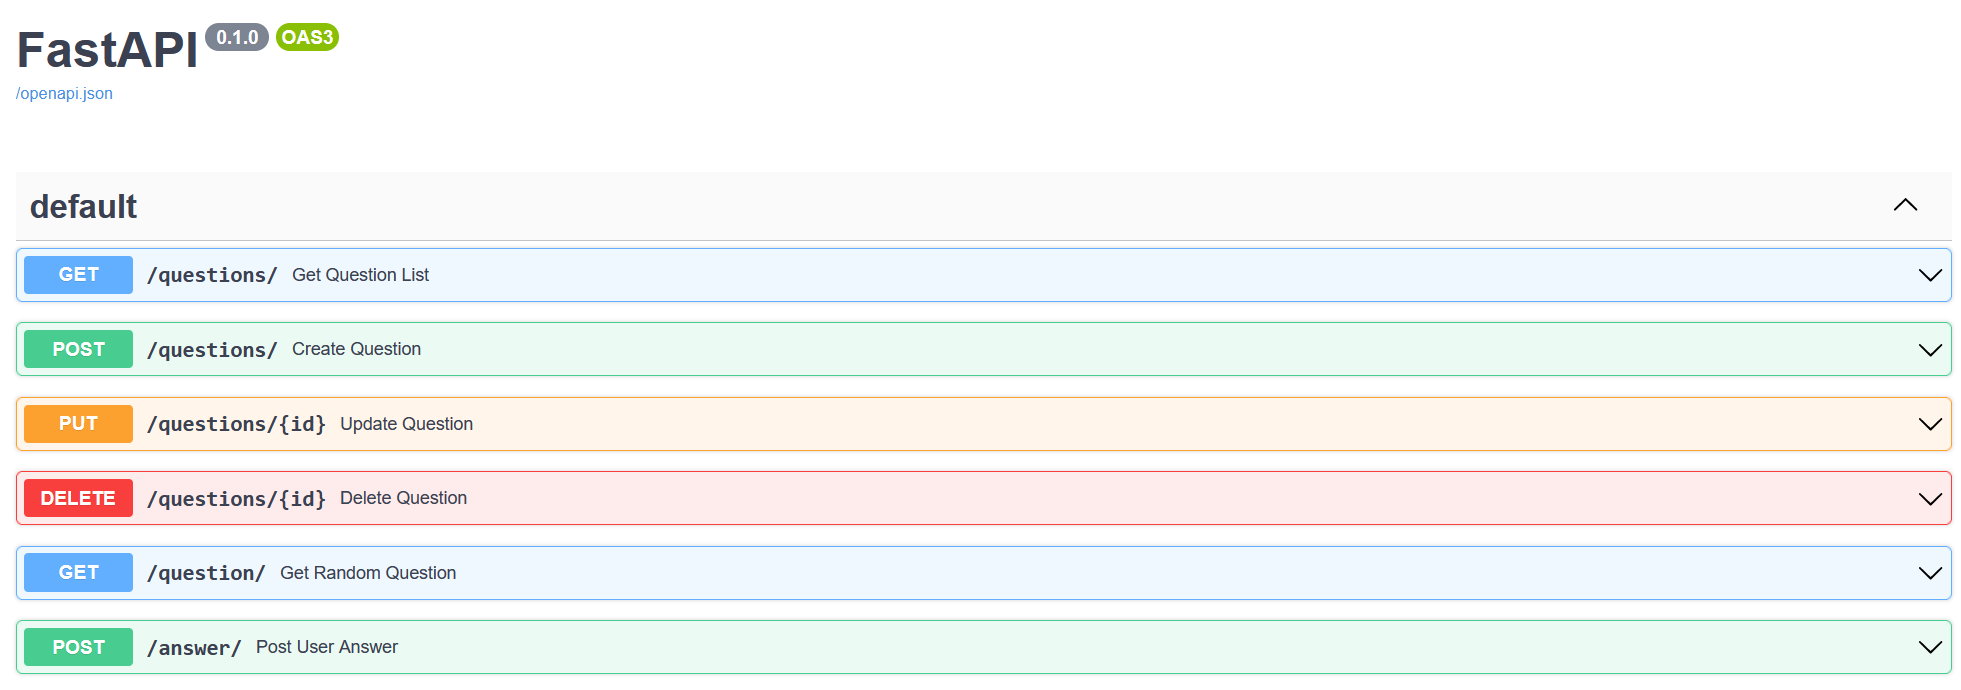 FastAPI 0.1.0 OAS3
/openapi.json
default
GET /questions/ Get Question List
POST /questions/ Create Question
PUT /questions/{id} Update Question
DELETE /questions/{id} Delete Question
GET /question/ Get Random Question
POST /answer/ Post User Answer